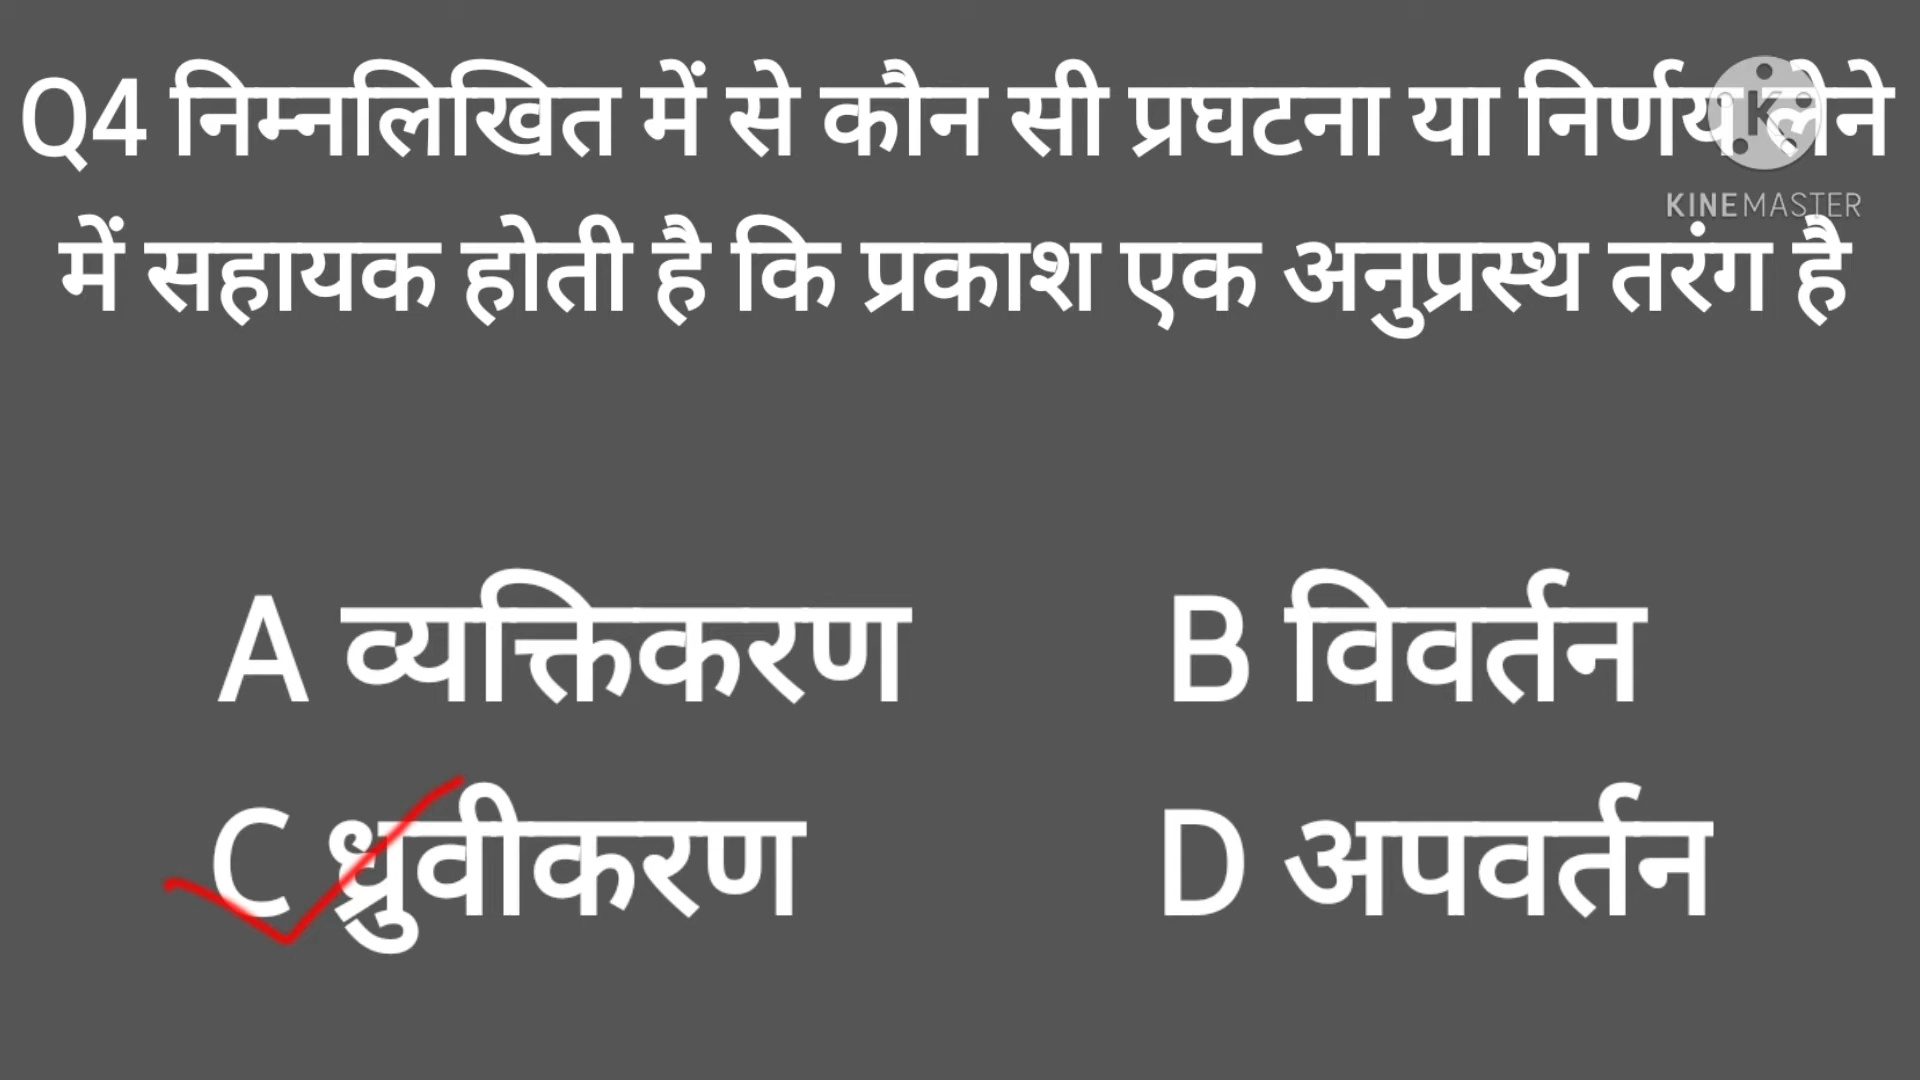 Q4 निम्नलिखित में से कौन सी प्रघटना या निर्णय लेने
KINEMASTER
में सहायक होती है कि प्रकाश एक अनुप्रस्थ तरंग है
A व्यक्तिकरण
B विवर्तन
C ध्रुवीकरण
D अपवर्तन